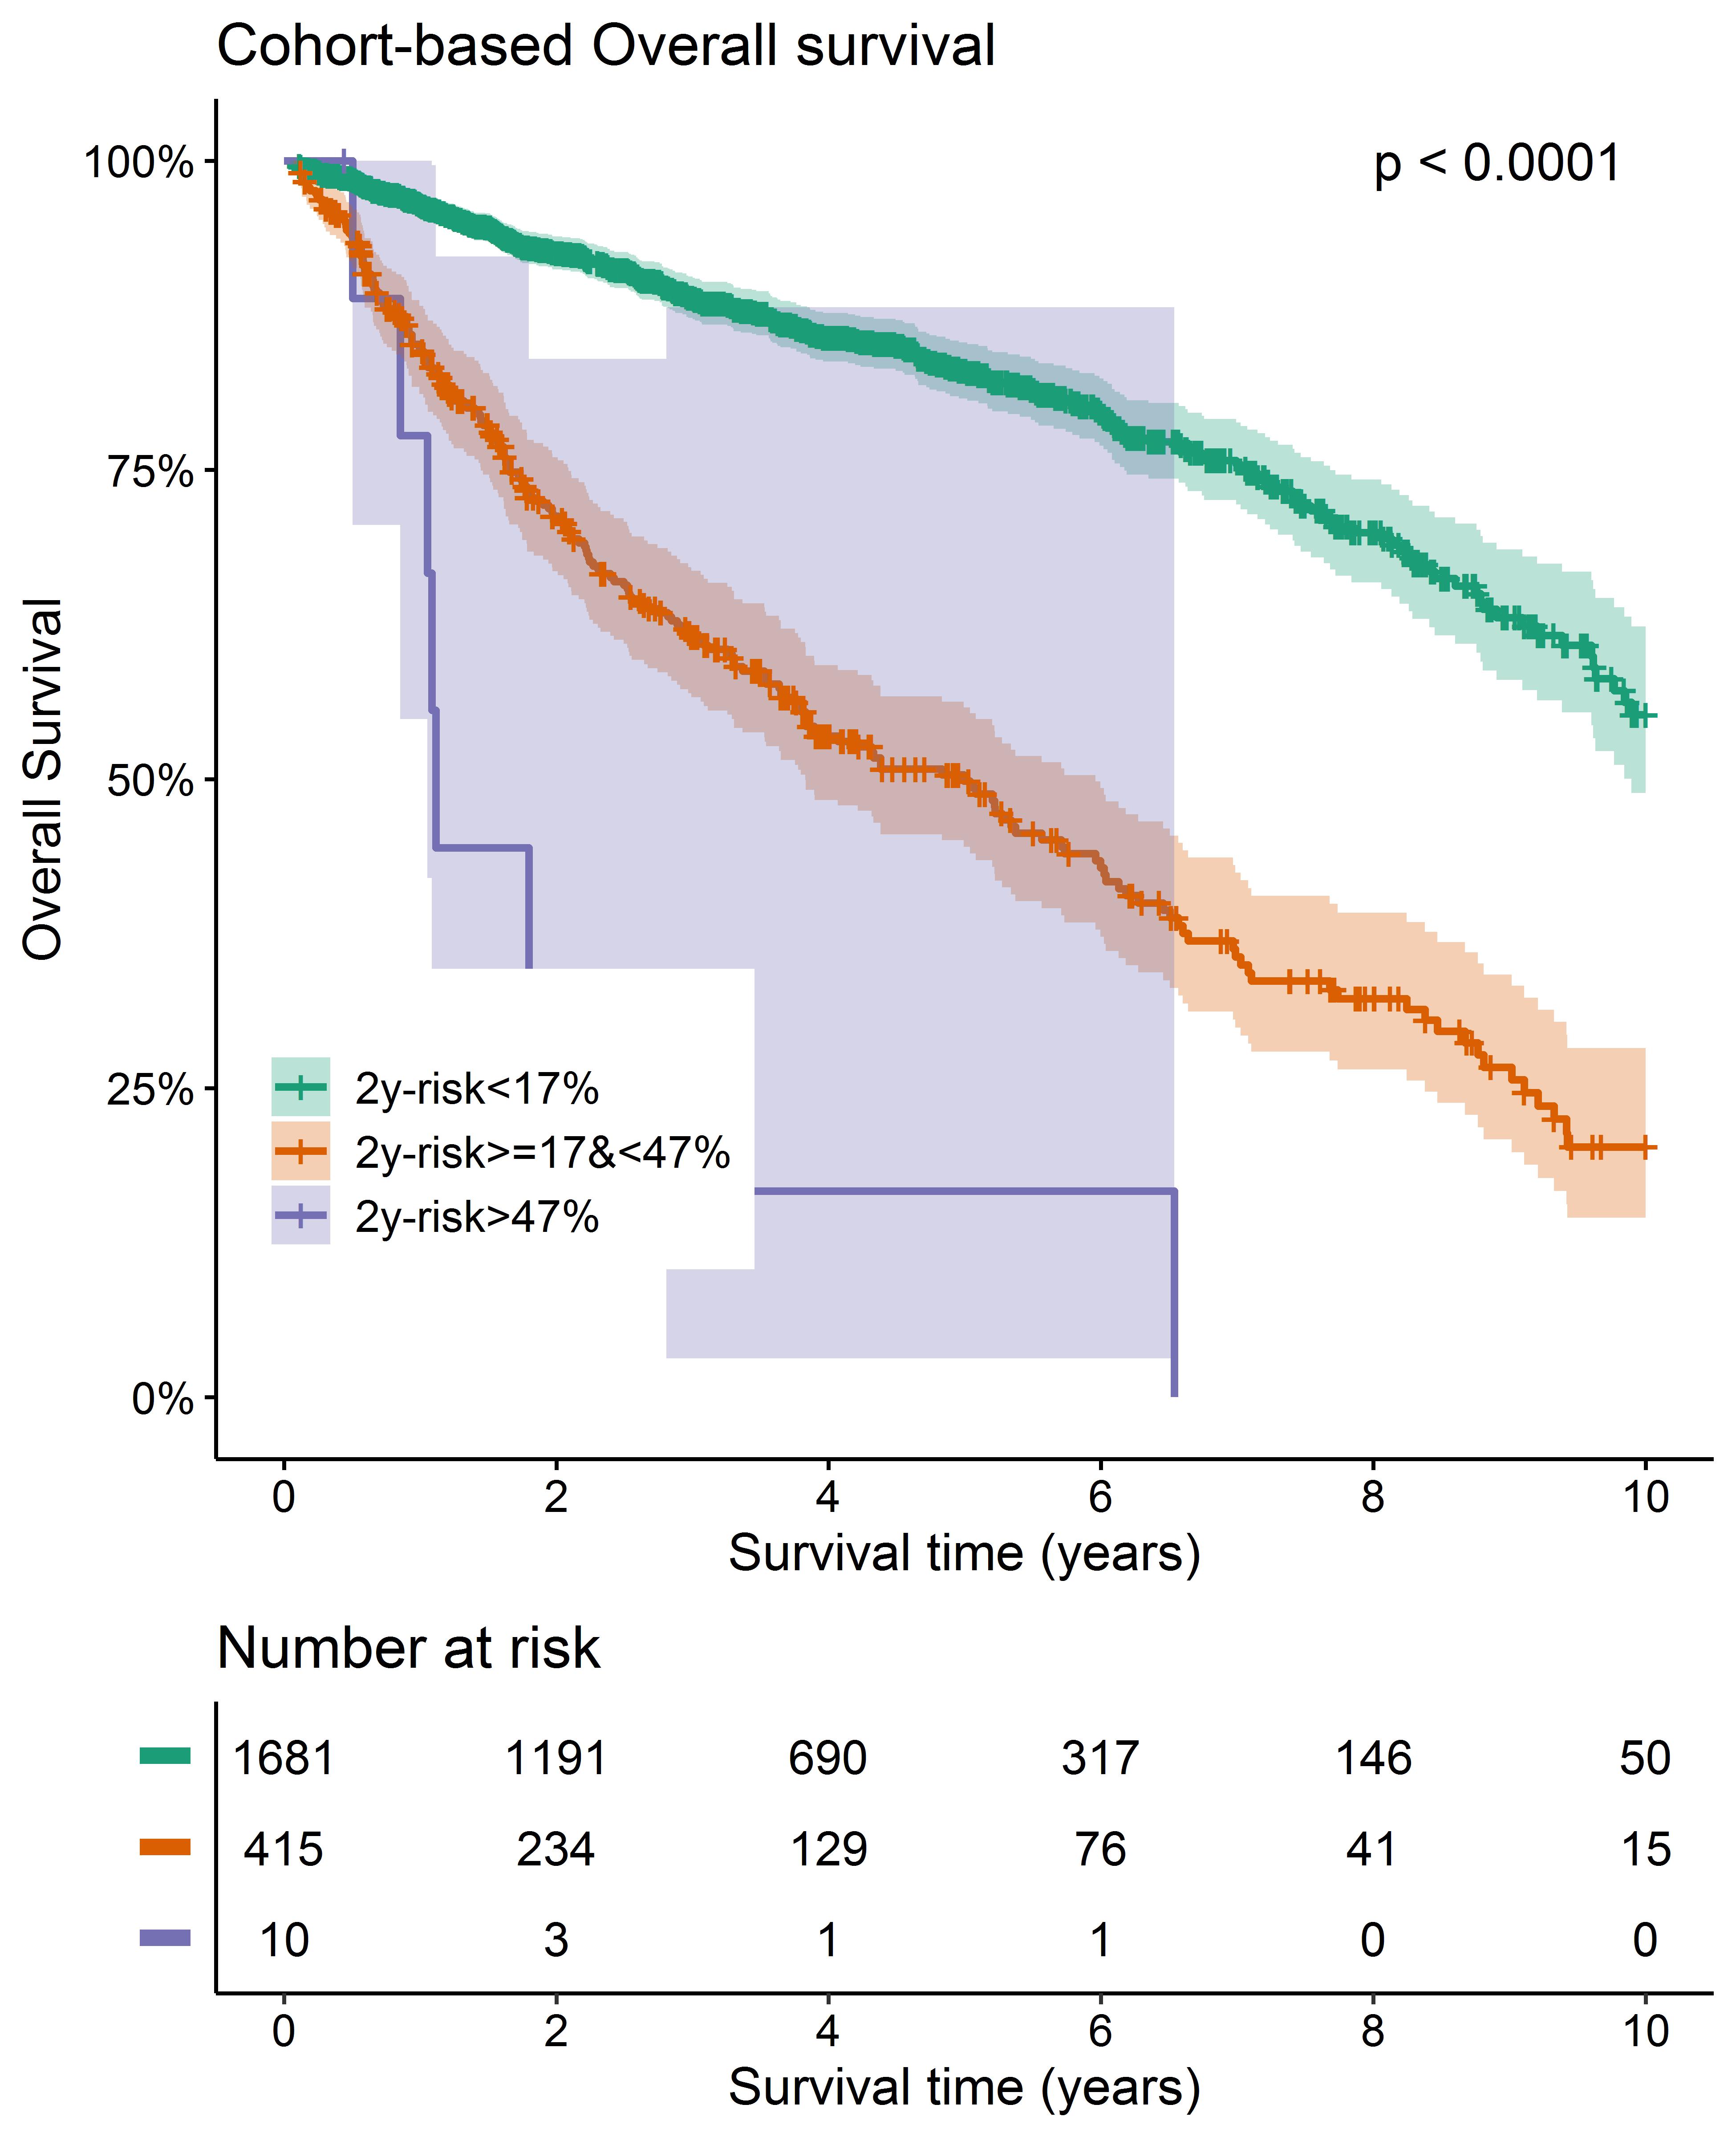 Cohort-based Overall survival
p < 0.0001
100%
75%
50%
25%
0%
Overall Survival
2y-risk<17%
2y-risk>=17&<47%
2y-risk>47%
0 2 4 6 8 10
Survival time (years)
Number at risk
1681 1191 690 317 146 50
415 234 129 76 41 15
10 3 1 1 0 0
0 2 4 6 8 10
Survival time (years)